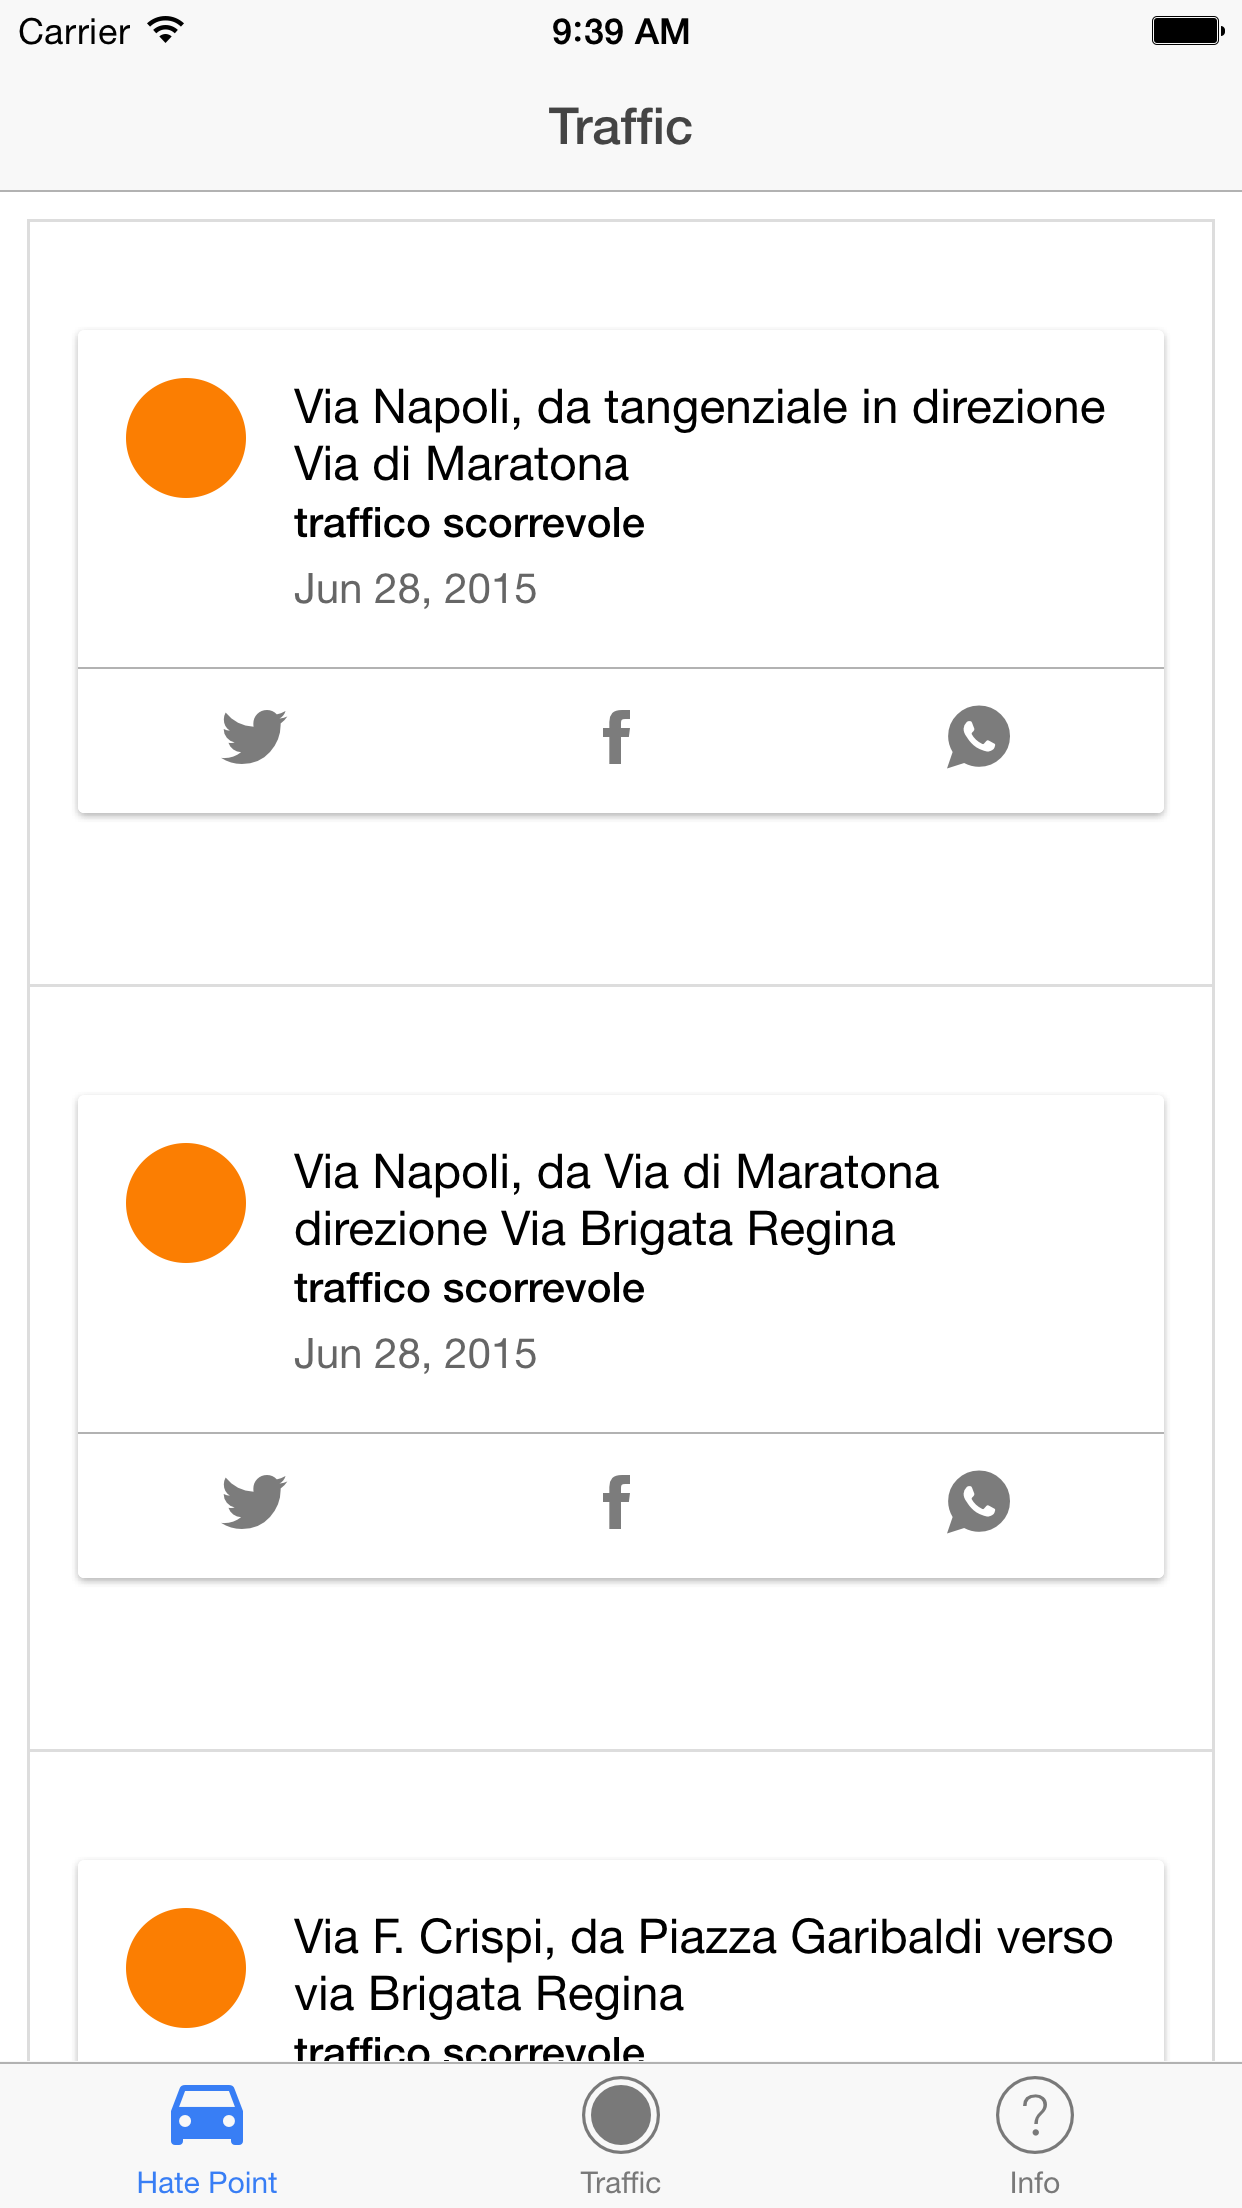 Carrier 9:39 AM
Traffic
Via Napoli, da tangenziale in direzione
Via di Maratona
traffico scorrevole
Jun 28, 2015
Via Napoli, da Via di Maratona
direzione Via Brigata Regina
traffico scorrevole
Jun 28, 2015
Via F. Crispi, da Piazza Garibaldi verso
via Brigata Regina
traffico scorrevole
Hate Point Traffic Info